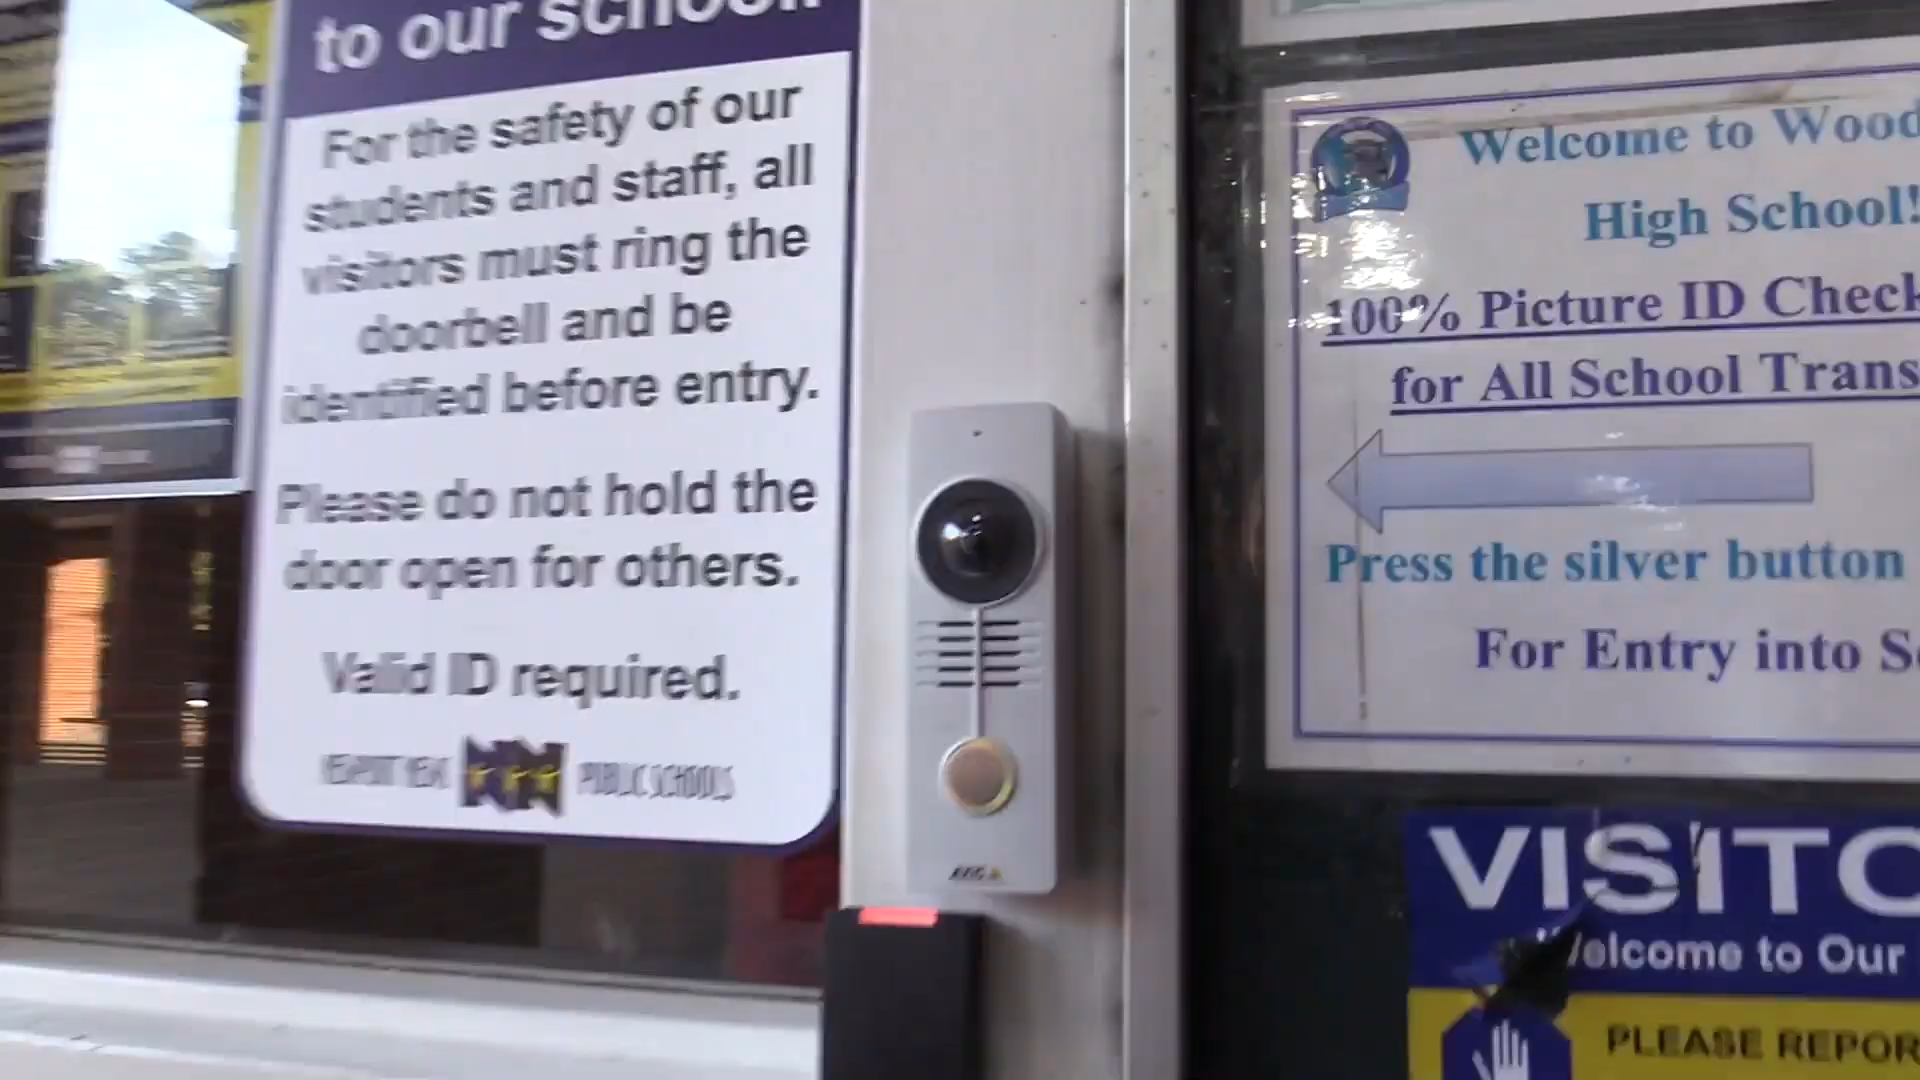 to our school!
For the safety of our
students and staff, all
visitors must ring the
doorbell and be
identified before entry.
Please do not hold the
door open for others.
Valid ID required.
NEWPORT NEWS PUBLIC SCHOOLS
AXIS
Welcome to Wood
High School!
100% Picture ID Check
for All School Trans
Press the silver button
For Entry into S
VISITO
Welcome to Our
PLEASE REPOR